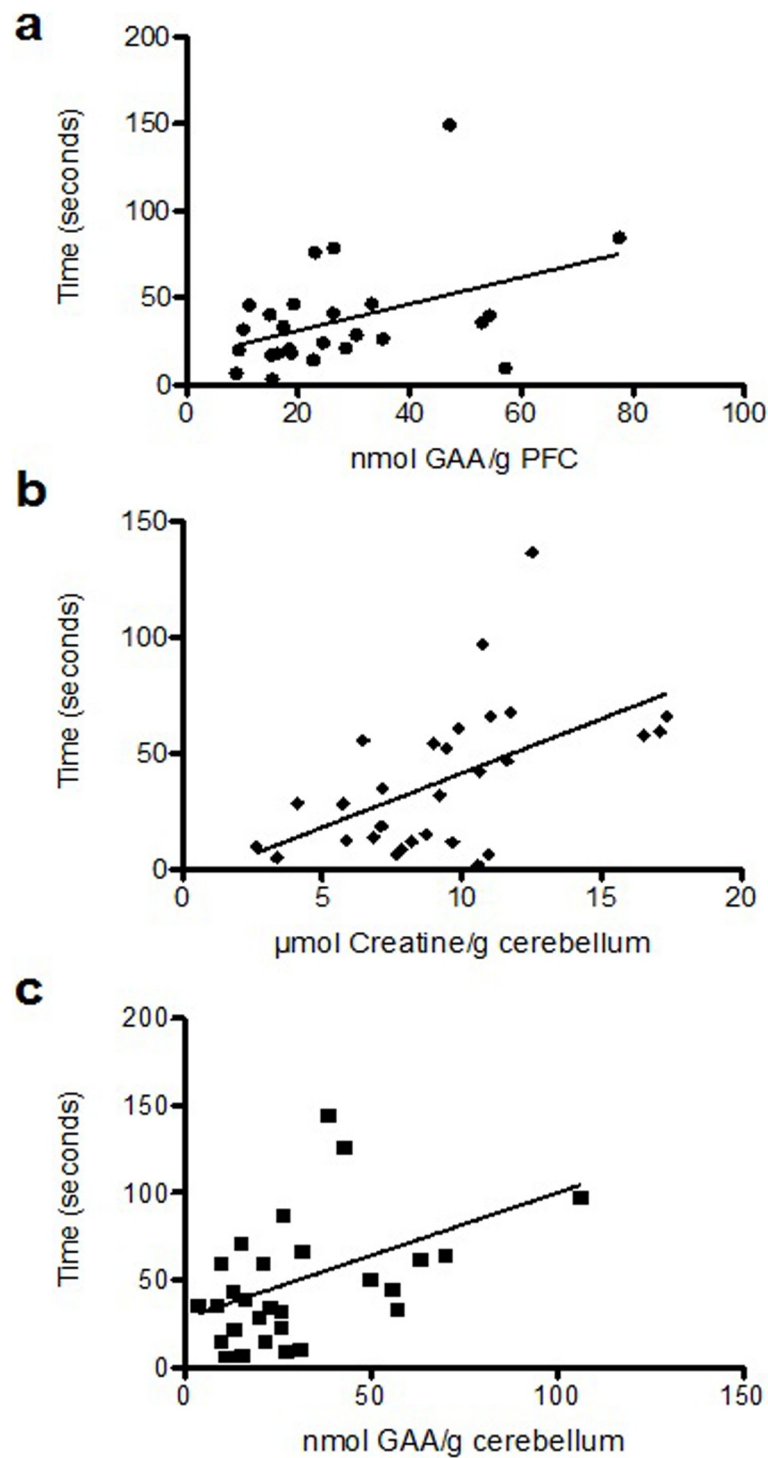 a
200
150
100
50
0
Time (seconds)
0 20 40 60 80 100
nmol GAA/g PFC
b
150
100
50
0
Time (seconds)
0 5 10 15 20
µmol Creatine/g cerebellum
c
200
150
100
50
0
Time (seconds)
0 50 100 150
nmol GAA/g cerebellum